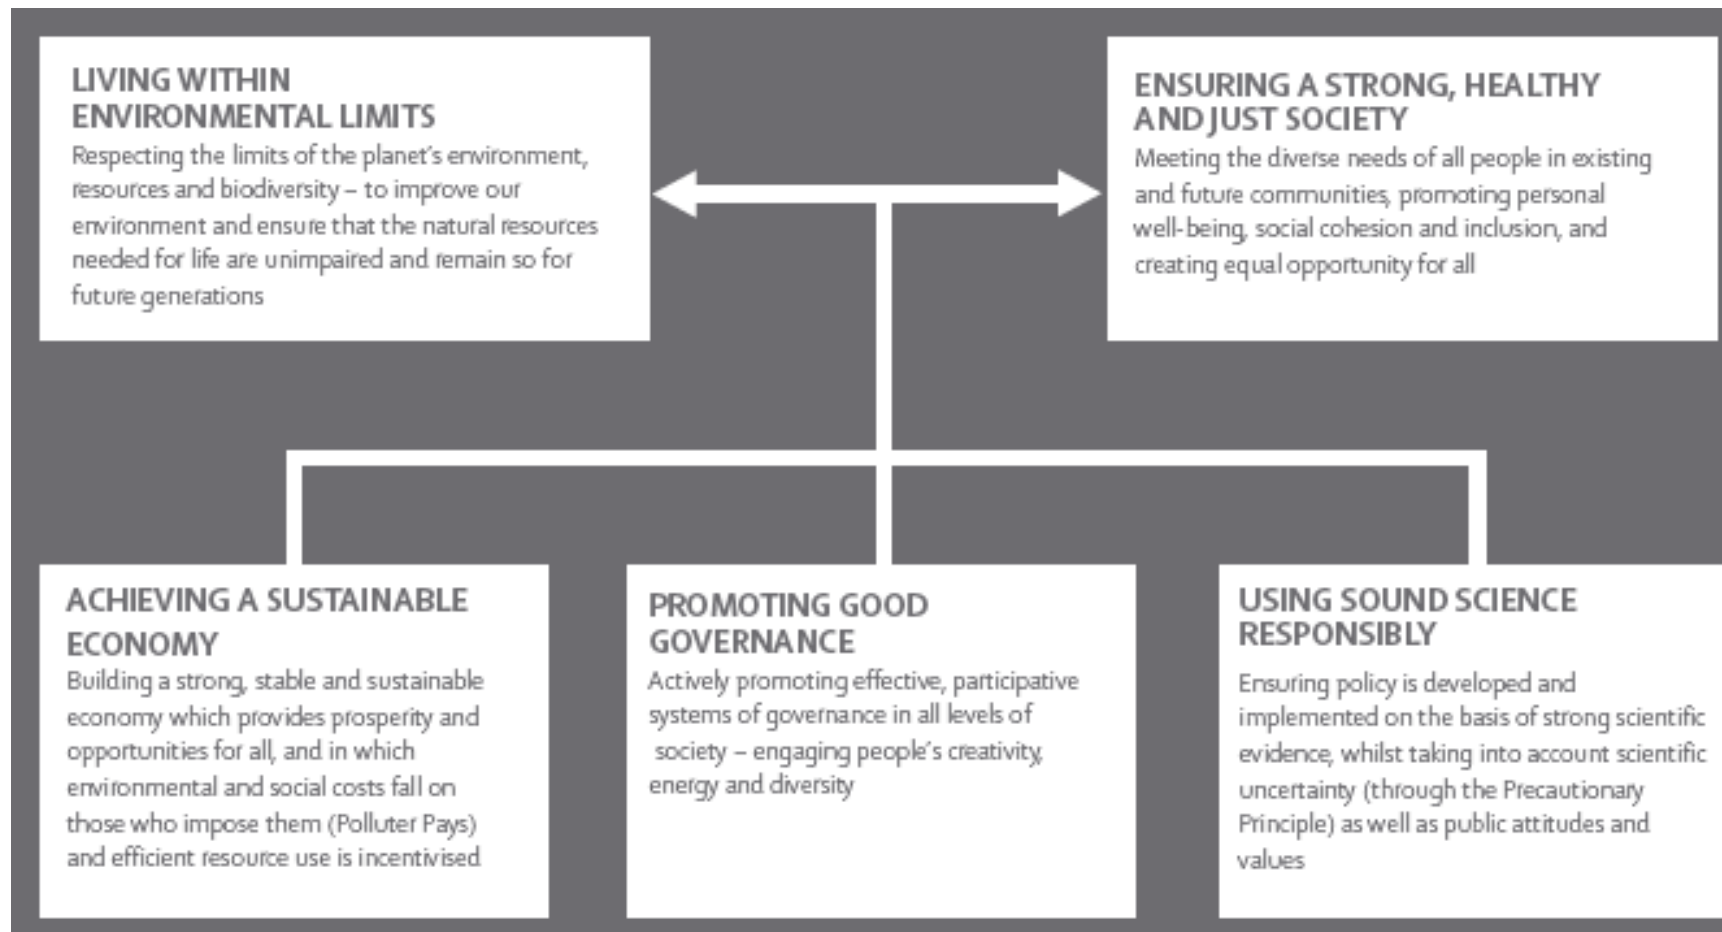 LIVING WITHIN
ENVIRONMENTAL LIMITS
Respecting the limits of the planet's environment,
resources and biodiversity – to improve our
environment and ensure that the natural resources
needed for life are unimpaired and remain so for
future generations
ENSURING A STRONG, HEALTHY
AND JUST SOCIETY
Meeting the diverse needs of all people in existing
and future communities, promoting personal
well-being, social cohesion and inclusion, and
creating equal opportunity for all
ACHIEVING A SUSTAINABLE
ECONOMY
Building a strong, stable and sustainable
economy which provides prosperity and
opportunities for all, and in which
environmental and social costs fall on
those who impose them (Polluter Pays)
and efficient resource use is incentivised
PROMOTING GOOD
GOVERNANCE
Actively promoting effective, participative
systems of governance in all levels of
society – engaging people's creativity,
energy and diversity
USING SOUND SCIENCE
RESPONSIBLY
Ensuring policy is developed and
implemented on the basis of strong scientific
evidence, whilst taking into account scientific
uncertainty (through the Precautionary
Principle) as well as public attitudes and
values